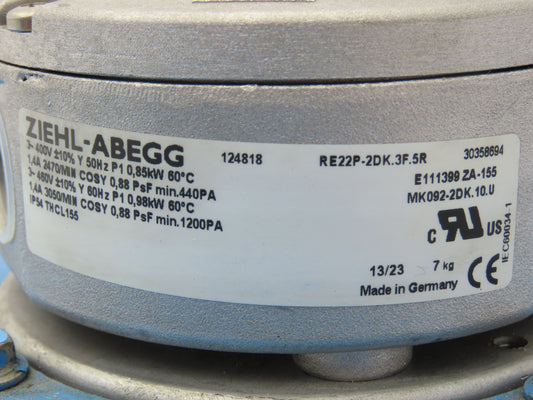 ZIEHL-ABEGG 124818 RE22P-2DK.3F.5R 30358694
3~ 400V ±10% Y 50Hz P1 0,85kW 60°C
1,4A 2470/MIN COSY 0,88 PsF min.440PA
3~ 480V ±10% Y 60Hz P1 0,98kW 60°C
1,4A 3050/MIN COSY 0,88 PsF min.1200PA
IP54 THCL155
E111399 ZA-155
MK092-2DK.10.U
C RU US
IEC60034-1
13/23 7 kg CE
Made in Germany